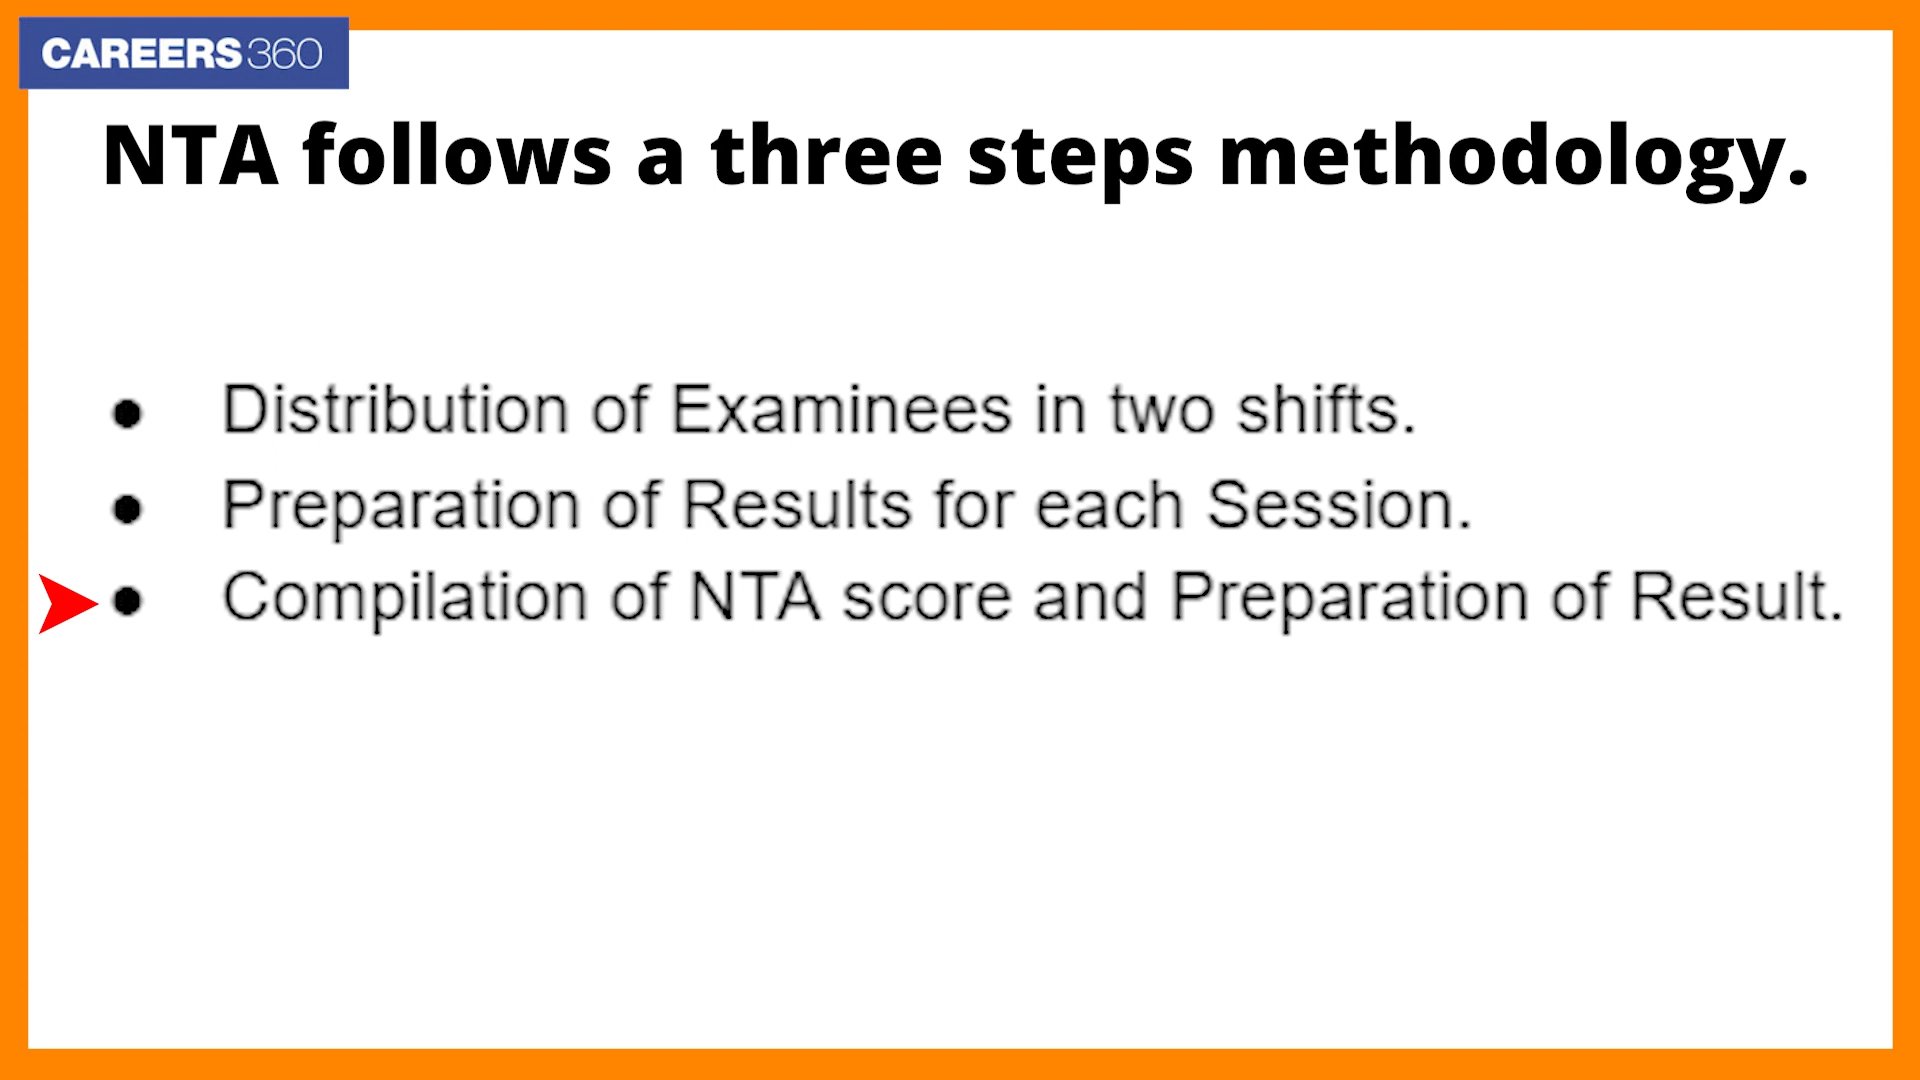 CAREERS360
NTA follows a three steps methodology.
● Distribution of Examinees in two shifts.
● Preparation of Results for each Session.
● Compilation of NTA score and Preparation of Result.